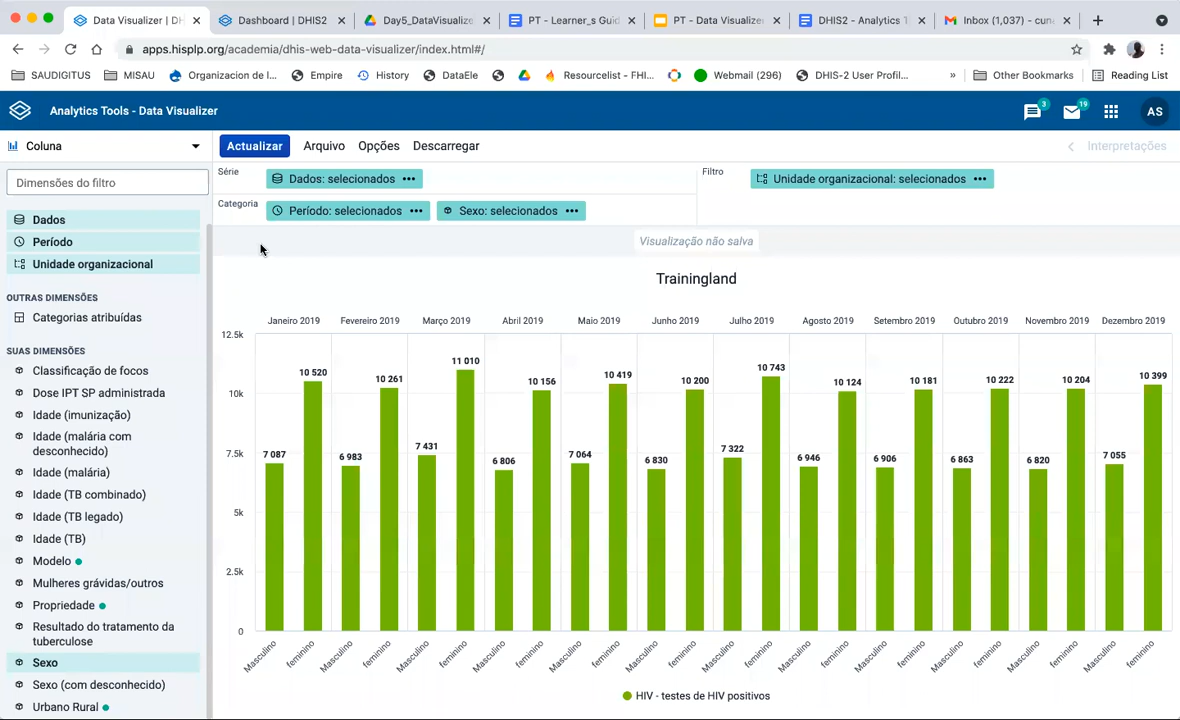 Data Visualizer | DH
Dashboard | DHIS2
Day5_DataVisualize
PT - Learner_s Guid
PT - Data Visualize
DHIS2 - Analytics T
Inbox (1,037) - cun
apps.hisplp.org/academia/dhis-web-data-visualizer/index.html#/
SAUDIGITUS
MISAU
Organizacion de I...
Empire
History
DataEle
Resourcelist - FHI...
Webmail (296)
DHIS-2 User Profil...
»
Other Bookmarks
Reading List
Analytics Tools - Data Visualizer
3
19
AS
Coluna
Actualizar
Arquivo
Opções
Descarregar
Interpretações
Dimensões do filtro
Série
Dados: selecionados
Filtro
Unidade organizacional: selecionados
Categoria
Período: selecionados
Sexo: selecionados
Visualização não salva
Dados
Período
Unidade organizacional
OUTRAS DIMENSÕES
Categorias atribuídas
SUAS DIMENSÕES
Classificação de focos
Dose IPT SP administrada
Idade (imunização)
Idade (malária com
desconhecido)
Idade (malária)
Idade (TB combinado)
Idade (TB legado)
Idade (TB)
Modelo
Mulheres grávidas/outros
Propriedade
Resultado do tratamento da
tuberculose
Sexo
Sexo (com desconhecido)
Urbano Rural
Trainingland
Janeiro 2019 Fevereiro 2019 Março 2019 Abril 2019 Maio 2019 Junho 2019 Julho 2019 Agosto 2019 Setembro 2019 Outubro 2019 Novembro 2019 Dezembro 2019
12.5k
10k
7.5k
5k
2.5k
0
7 087 10 520 6 983 10 261 7 431 11 010 6 806 10 156 7 064 10 419 6 830 10 200 7 322 10 743 6 946 10 124 6 906 10 181 6 863 10 222 6 820 10 204 7 055 10 399
Masculino feminino Masculino feminino Masculino feminino Masculino feminino Masculino feminino Masculino feminino Masculino feminino Masculino feminino Masculino feminino Masculino feminino Masculino feminino Masculino feminino
HIV - testes de HIV positivos